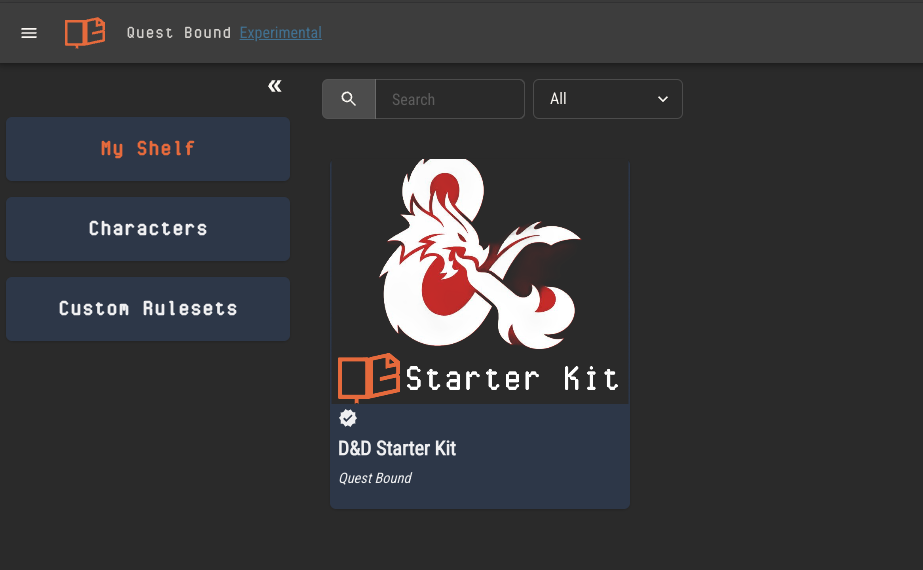 Quest Bound Experimental
«
Search
All
My Shelf
Characters
Custom Rulesets
Starter Kit
D&D Starter Kit
Quest Bound